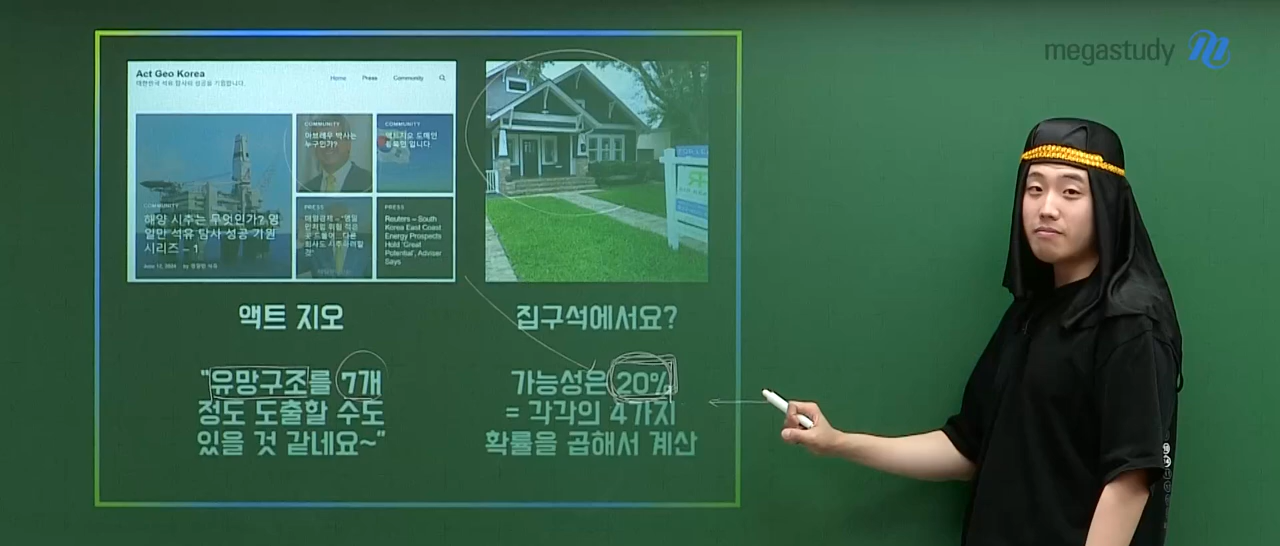 megastudy
Act Geo Korea
대한민국 석유 탐사의 성공을 기원합니다.
Home Press Community
COMMUNITY
해양 시추는 무엇인가? 영
일만 석유 탐사 성공 기원
시리즈 – 1
June 12, 2024
COMMUNITY
아브레우 박사는
누구인가?
COMMUNITY
액트지오 도메인
PRESS
PRESS
Reuters – South
Korea East Coast
Energy Prospects
Hold 'Great
Potential', Adviser
Says
액트 지오
"유망구조를 7개
정도 도출할 수도
있을 것 같네요~"
집구석에서요?
가능성은 20%
= 각각의 4가지
확률을 곱해서 계산